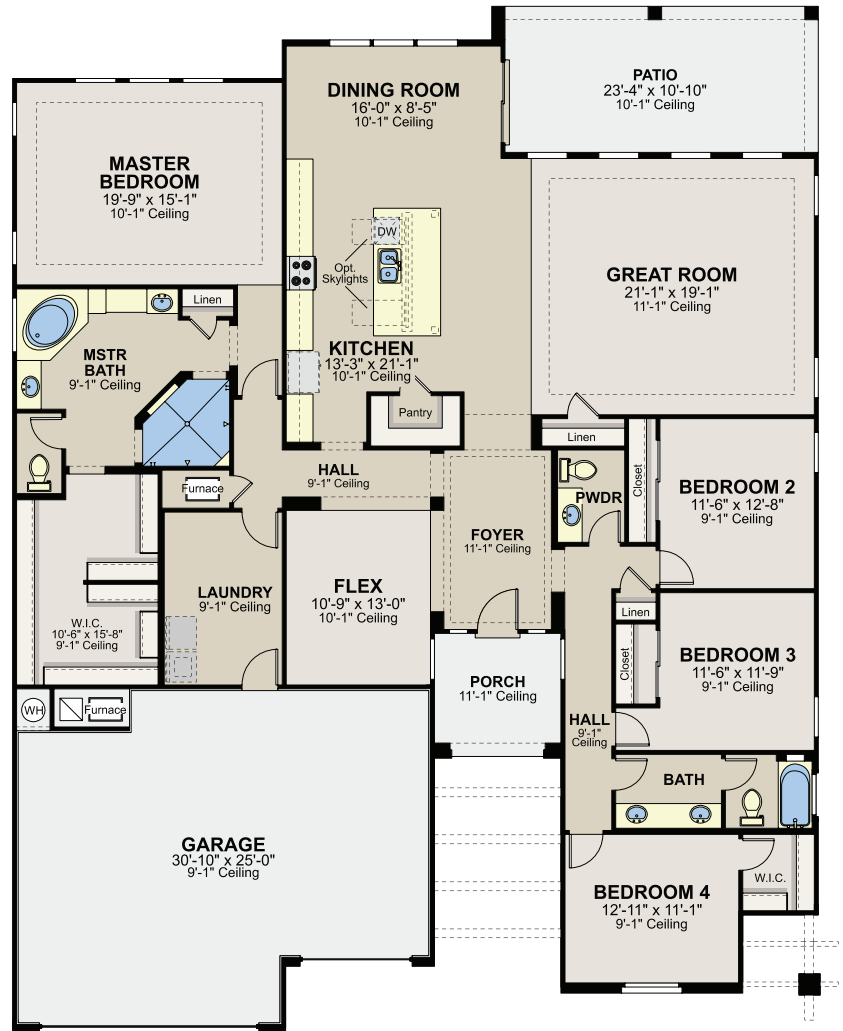 PATIO
23'-4" x 10'-10"
10'-1" Ceiling
DINING ROOM
16'-0" x 8'-5"
10'-1" Ceiling
MASTER
BEDROOM
19'-9" x 15'-1"
10'-1" Ceiling
DW
Opt.
Skylights
GREAT ROOM
21'-1" x 19'-1"
11'-1" Ceiling
Linen
MSTR
BATH
9'-1" Ceiling
KITCHEN
13'-3" x 21'-1"
10'-1" Ceiling
Pantry
Linen
HALL
9'-1" Ceiling
Furnace
Closet
PWDR
BEDROOM 2
11'-6" x 12'-8"
9'-1" Ceiling
FOYER
11'-1" Ceiling
LAUNDRY
9'-1" Ceiling
FLEX
10'-9" x 13'-0"
10'-1" Ceiling
Linen
W.I.C.
10'-6" x 15'-8"
9'-1" Ceiling
Closet
BEDROOM 3
11'-6" x 11'-9"
9'-1" Ceiling
PORCH
11'-1" Ceiling
WH
Furnace
HALL
9'-1"
Ceiling
BATH
GARAGE
30'-10" x 25'-0"
9'-1" Ceiling
W.I.C.
BEDROOM 4
12'-11" x 11'-1"
9'-1" Ceiling